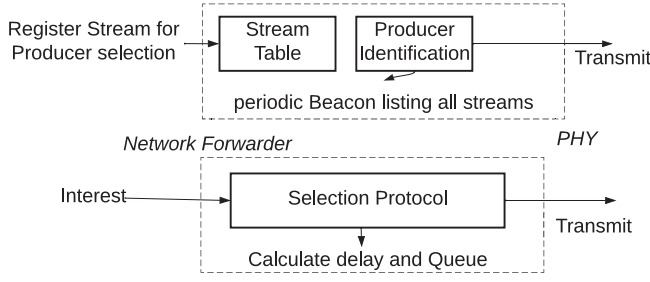 Register Stream for
Producer selection
Stream
Table
Producer
Identification
Transmit
periodic Beacon listing all streams
Network Forwarder
PHY
Interest
Selection Protocol
Transmit
Calculate delay and Queue